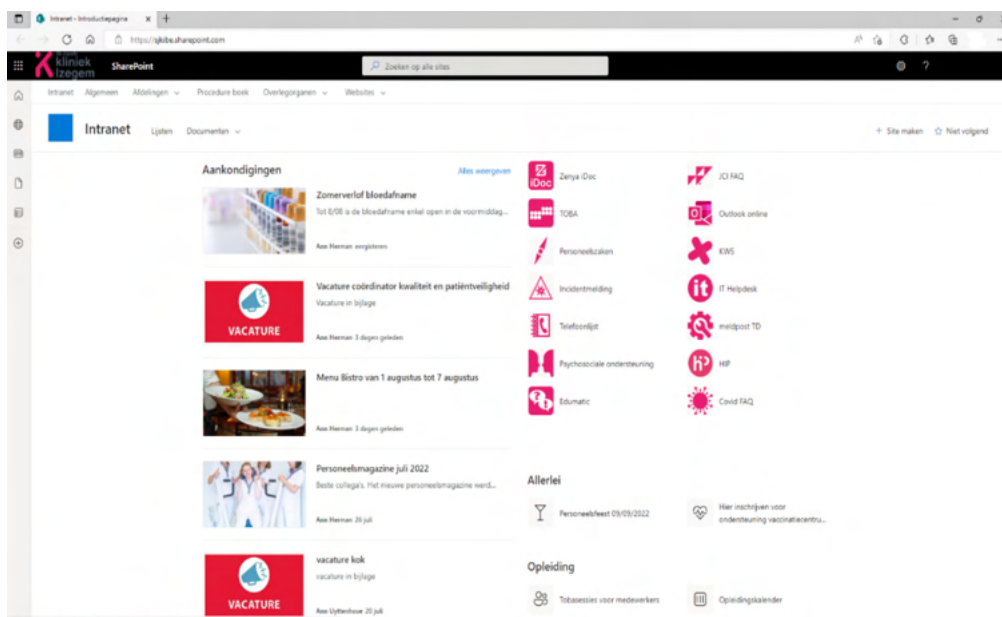 Intranet - Introductiepagina
https://sjkibe.sharepoint.com
kliniek
Izegem
SharePoint
Zoeken op alle sites
Intranet Algemeen Afdelingen Procedure boek Overlegorganen Websites
Intranet Lijsten Documenten
+ Site maken Niet volgend
Aankondigingen
Alles weergeven
Zomerverlof bloedafname
Tot 8/08 is de bloedafname enkel open in de voormiddag...
Ann Herman eergisteren
VACATURE
Vacature coördinator kwaliteit en patiëntveiligheid
Vacature in bijlage
Ann Herman 3 dagen geleden
Menu Bistro van 1 augustus tot 7 augustus
Ann Herman 3 dagen geleden
Personeelsmagazine juli 2022
Beste collega's, Het nieuwe personeelsmagazine werd...
Ann Herman 29 juli
VACATURE
vacature kok
vacature in bijlage
Ann Uyttenhove 20 juli
iDoc
Zenya iDoc
JCI FAQ
TOBA
Outlook online
Personeelszaken
KWS
Incidentmelding
it
IT Helpdesk
Telefoonlijst
meldpost TD
Psychosociale ondersteuning
HIP
Edumatic
Covid FAQ
Allerlei
Personeelsfeest 09/09/2022
Hier inschrijven voor
ondersteuning vaccinatiecentru...
Opleiding
Tobasessies voor medewerkers
Opleidingskalender